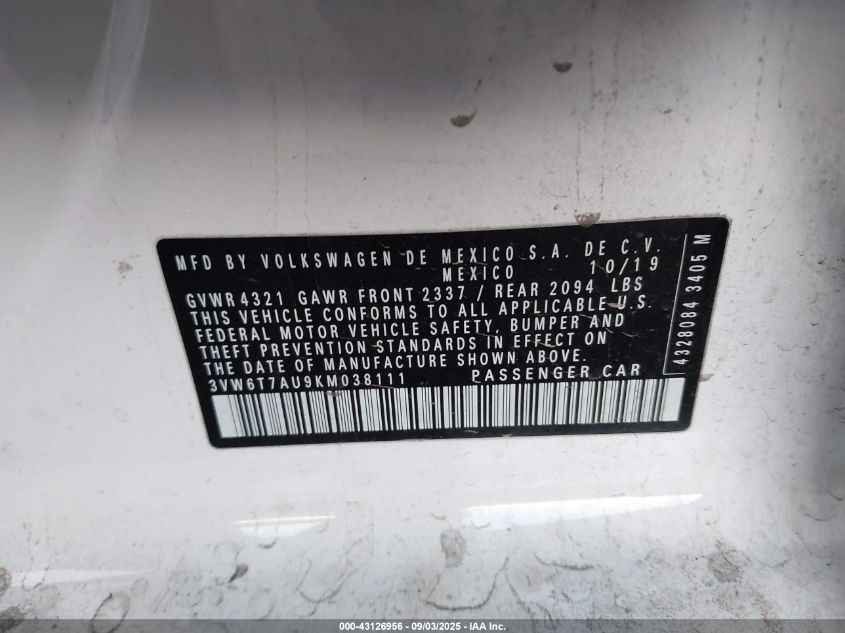 MFD BY VOLKSWAGEN DE MEXICO S.A. DE C.V.
MEXICO 10/19
GVWR 4321 GAWR FRONT 2337 / REAR 2094 LBS
THIS VEHICLE CONFORMS TO ALL APPLICABLE U.S.
FEDERAL MOTOR VEHICLE SAFETY, BUMPER AND
THEFT PREVENTION STANDARDS IN EFFECT ON
THE DATE OF MANUFACTURE SHOWN ABOVE.
3VW6T7AU9KM038111 PASSENGER CAR
4328084 3405 M
000-43126956 - 09/03/2025 - IAA Inc.